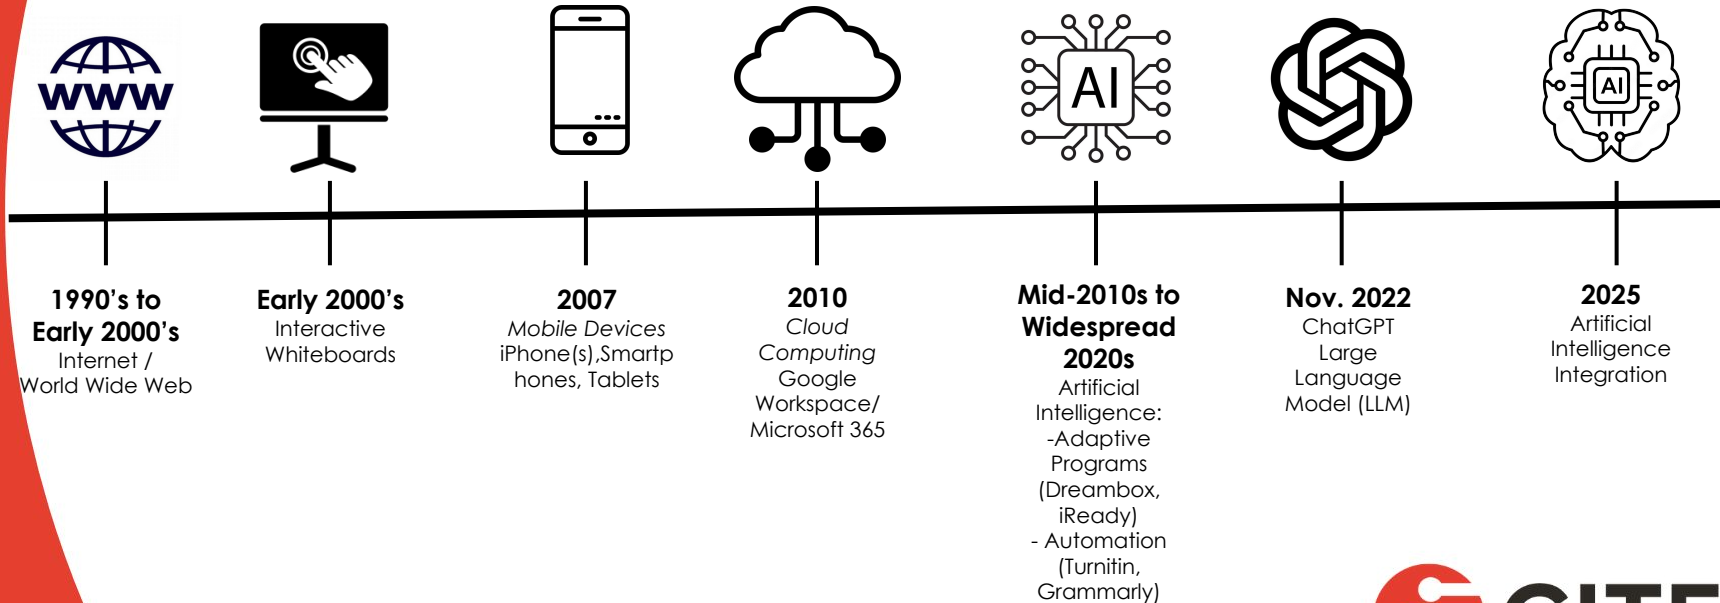 WWW
AI
AI
1990's to
Early 2000's
Internet /
World Wide Web
Early 2000's
Interactive
Whiteboards
2007
Mobile Devices
iPhone(s),Smartp
hones, Tablets
2010
Cloud
Computing
Google
Workspace/
Microsoft 365
Mid-2010s to
Widespread
2020s
Artificial
Intelligence:
-Adaptive
Programs
(Dreambox,
iReady)
- Automation
(Turnitin,
Grammarly)
Nov. 2022
ChatGPT
Large
Language
Model (LLM)
2025
Artificial
Intelligence
Integration